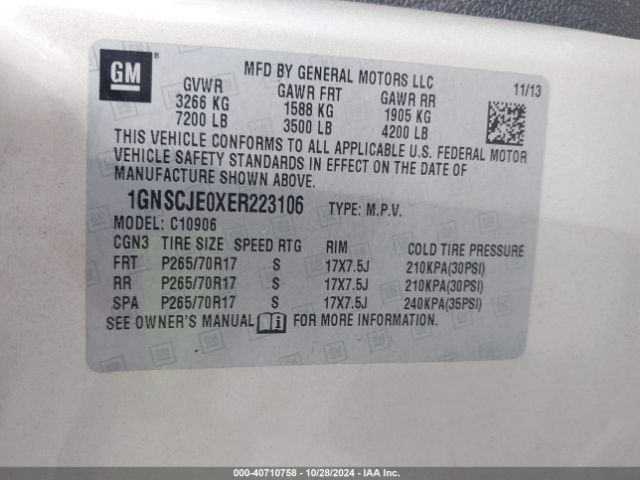 GM
MFD BY GENERAL MOTORS LLC
11/13
GVWR GAWR FRT GAWR RR
3266 KG 1588 KG 1905 KG
7200 LB 3500 LB 4200 LB
THIS VEHICLE CONFORMS TO ALL APPLICABLE U.S. FEDERAL MOTOR
VEHICLE SAFETY STANDARDS IN EFFECT ON THE DATE OF
MANUFACTURE SHOWN ABOVE.
1GNSCJE0XER223106 TYPE: M.P.V.
MODEL: C10906
CGN3 TIRE SIZE SPEED RTG RIM COLD TIRE PRESSURE
FRT P265/70R17 S 17X7.5J 210KPA(30PSI)
RR P265/70R17 S 17X7.5J 210KPA(30PSI)
SPA P265/70R17 S 17X7.5J 240KPA(35PSI)
SEE OWNER'S MANUAL FOR MORE INFORMATION.
000-40710758 - 10/28/2024 - IAAI.COM